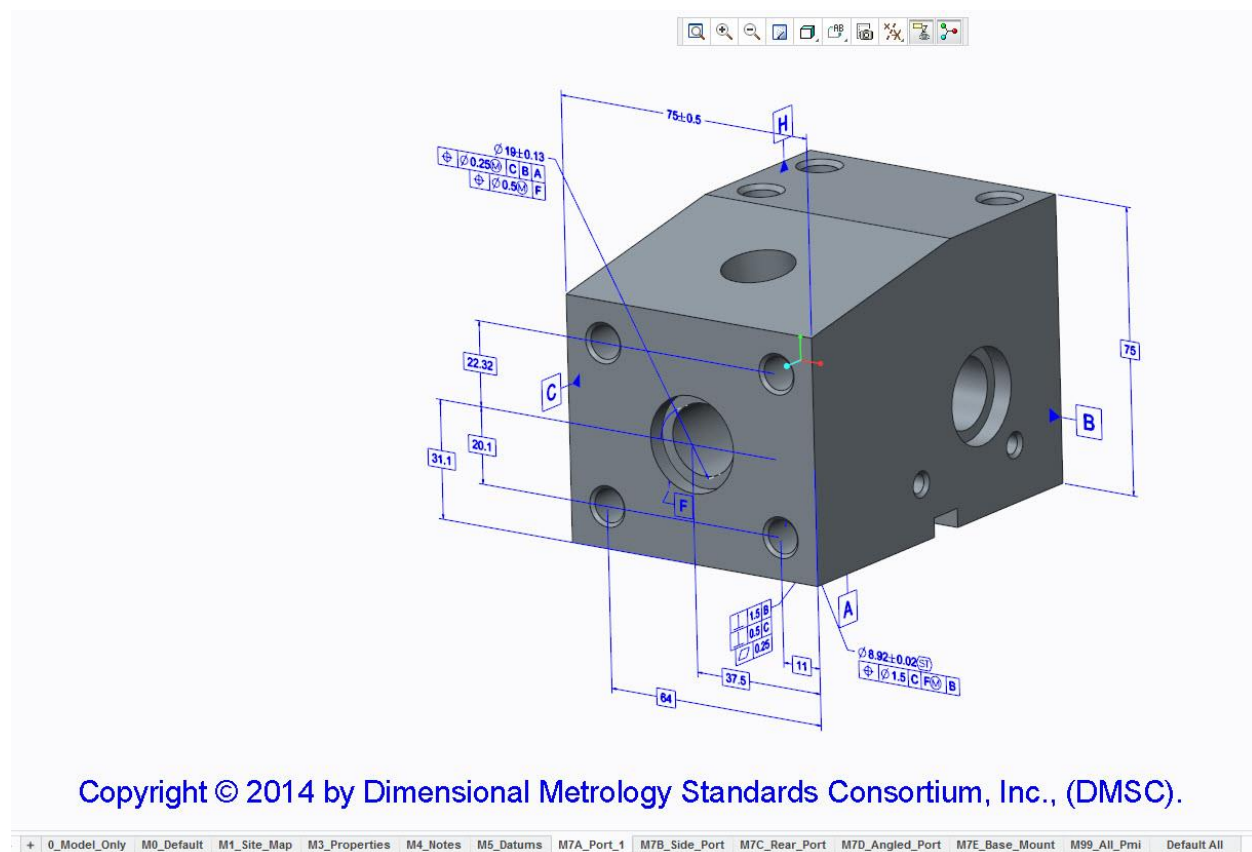 75±0.5
H
Ø19±0.13
⌖ Ø0.25Ⓜ C B A
⌖ Ø0.5Ⓜ F
22.32
C
20.1
31.1
F
75
B
A
⟂ 1.5 B
⟂ 0.5 C
⏥ 0.25
11
37.5
64
Ø8.92±0.02 ST
⌖ Ø1.5 C FⓂ B
Copyright © 2014 by Dimensional Metrology Standards Consortium, Inc., (DMSC).
+ 0_Model_Only M0_Default M1_Site_Map M3_Properties M4_Notes M5_Datums M7A_Port_1 M7B_Side_Port M7C_Rear_Port M7D_Angled_Port M7E_Base_Mount M99_All_Pmi Default All